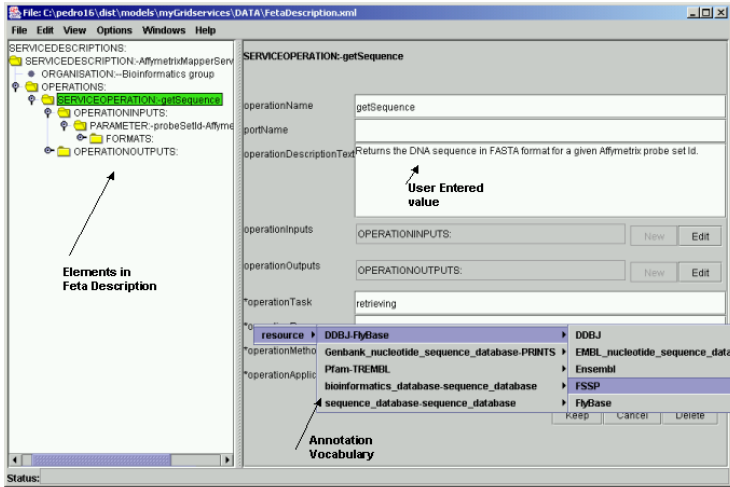 File: C:\pedro16\dist\models\myGridservices\DATA\FetaDescription.xml
File Edit View Options Windows Help
SERVICEDESCRIPTIONS:
SERVICEDESCRIPTION:-AffymetrixMapperServ
ORGANISATION:--Bioinformatics group
OPERATIONS:
SERVICEOPERATION:-getSequence
OPERATIONINPUTS:
PARAMETER:-probeSetId-Affyme
FORMATS:
OPERATIONOUTPUTS:
Elements in
Feta Description
SERVICEOPERATION:-getSequence
operationName getSequence
portName
operationDescriptionText Returns the DNA sequence in FASTA format for a given Affymetrix probe set Id.
User Entered
value
operationInputs OPERATIONINPUTS: New Edit
operationOutputs OPERATIONOUTPUTS: New Edit
*operationTask retrieving
resource DDBJ-FlyBase DDBJ
*operationMetho Genbank_nucleotide_sequence_database-PRINTS EMBL_nucleotide_sequence_data
Pfam-TREMBL Ensembl
*operationApplic bioinformatics_database-sequence_database FSSP
sequence_database-sequence_database FlyBase
Keep Cancel Delete
Annotation
Vocabulary
Status: